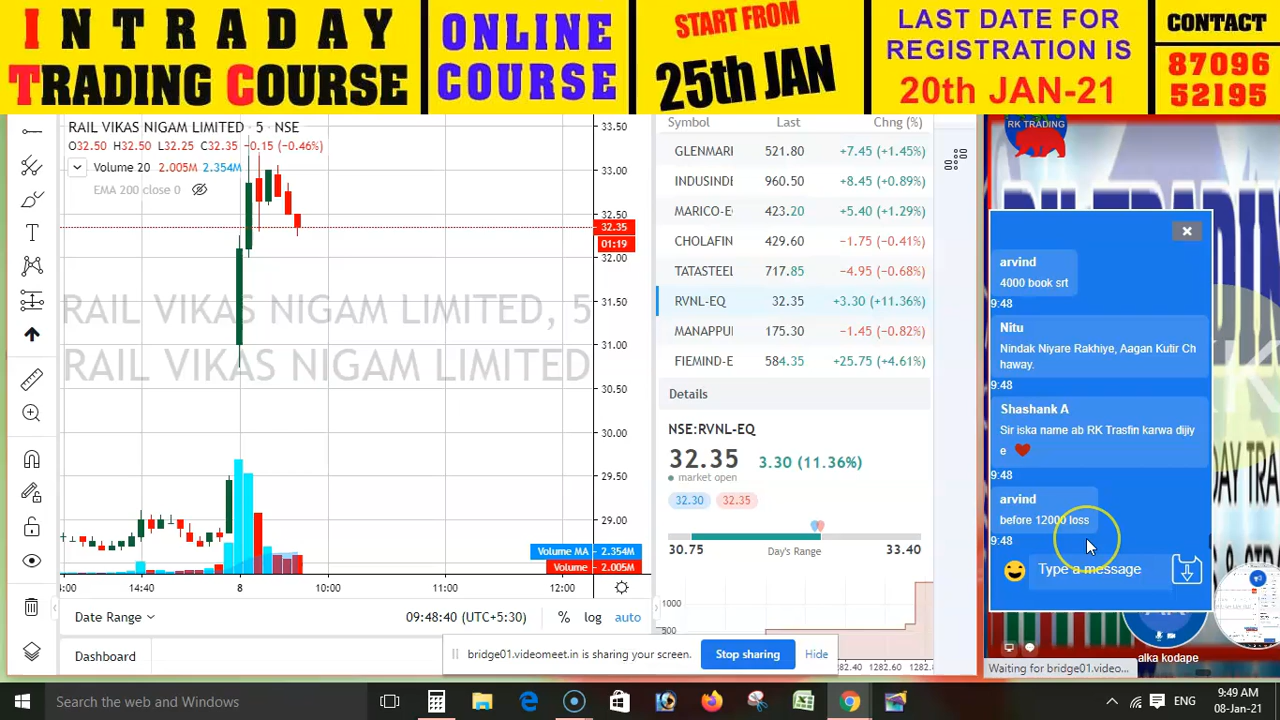 INTRADAY
TRADING COURSE
ONLINE
COURSE
START FROM
25th JAN
LAST DATE FOR
REGISTRATION IS
20th JAN-21
CONTACT
87096
52195
RAIL VIKAS NIGAM LIMITED · 5 · NSE
O32.50 H32.50 L32.25 C32.35 -0.15 (-0.46%)
Volume 20 2.005M 2.354M
EMA 200 close 0
RAIL VIKAS NIGAM LIMITED, 5
RAIL VIKAS NIGAM LIMITED
33.50
33.00
32.50
32.35
01:19
32.00
31.50
31.00
30.50
30.00
29.50
29.00
Volume MA 2.354M
Volume 2.005M
14:40 8 10:00 11:00 12:00
Date Range 09:48:40 (UTC+5:30) % log auto
Dashboard
Symbol Last Chng (%)
GLENMARI 521.80 +7.45 (+1.45%)
INDUSINDE 960.50 +8.45 (+0.89%)
MARICO-E 423.20 +5.40 (+1.29%)
CHOLAFIN 429.60 −1.75 (−0.41%)
TATASTEEL 717.85 −4.95 (−0.68%)
RVNL-EQ 32.35 +3.30 (+11.36%)
MANAPPUI 175.30 −1.45 (−0.82%)
FIEMIND-E 584.35 +25.75 (+4.61%)
Details
NSE:RVNL-EQ
32.35 3.30 (11.36%)
market open
32.30 32.35
30.75 Day's Range 33.40
1000
500
1282.60
bridge01.videomeet.in is sharing your screen. Stop sharing Hide
RK TRADING
arvind
4000 book srt
9:48
Nitu
Nindak Niyare Rakhiye, Aagan Kutir Ch
haway.
9:48
Shashank A
Sir iska name ab RK Trasfin karwa dijiy
e ❤
9:48
arvind
before 12000 loss
9:48
Type a message
alka kodape
Waiting for bridge01.video...
Search the web and Windows
ENG
9:49 AM
08-Jan-21